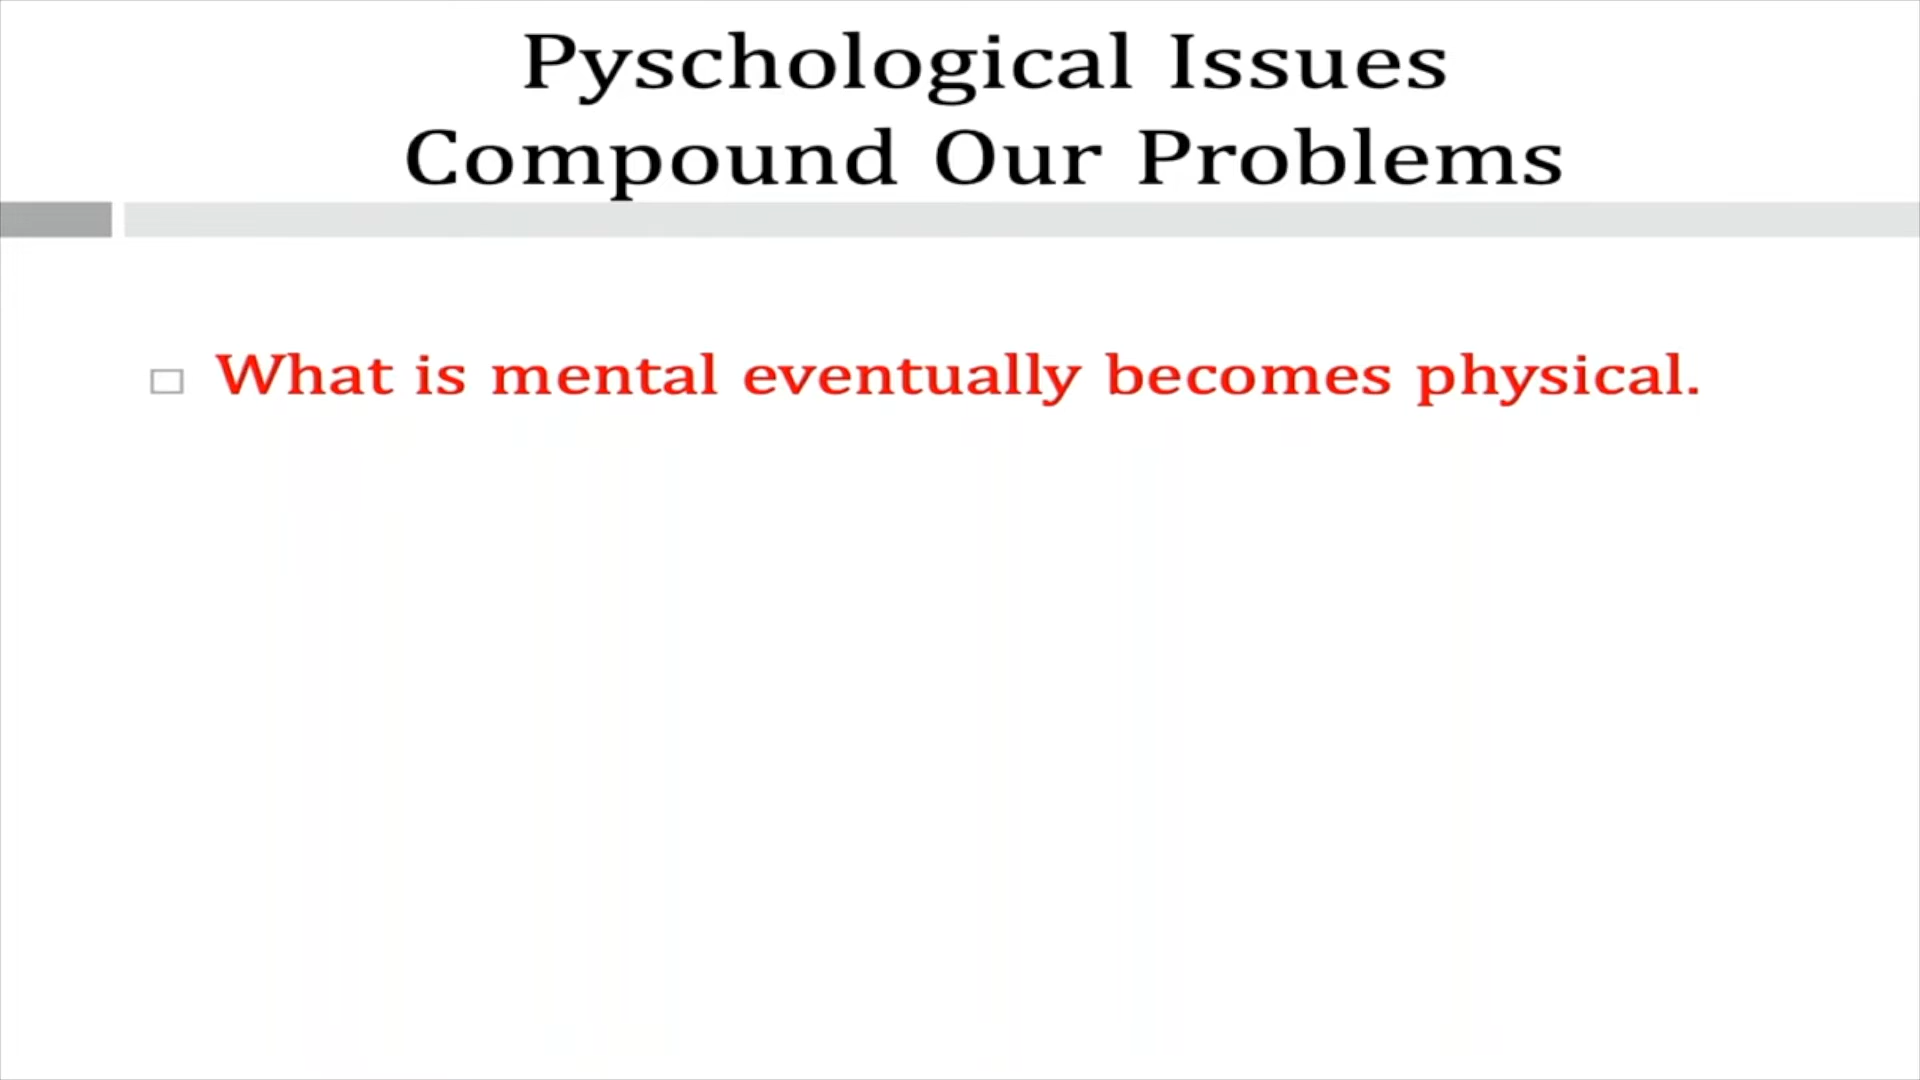 Pyschological Issues
Compound Our Problems
What is mental eventually becomes physical.